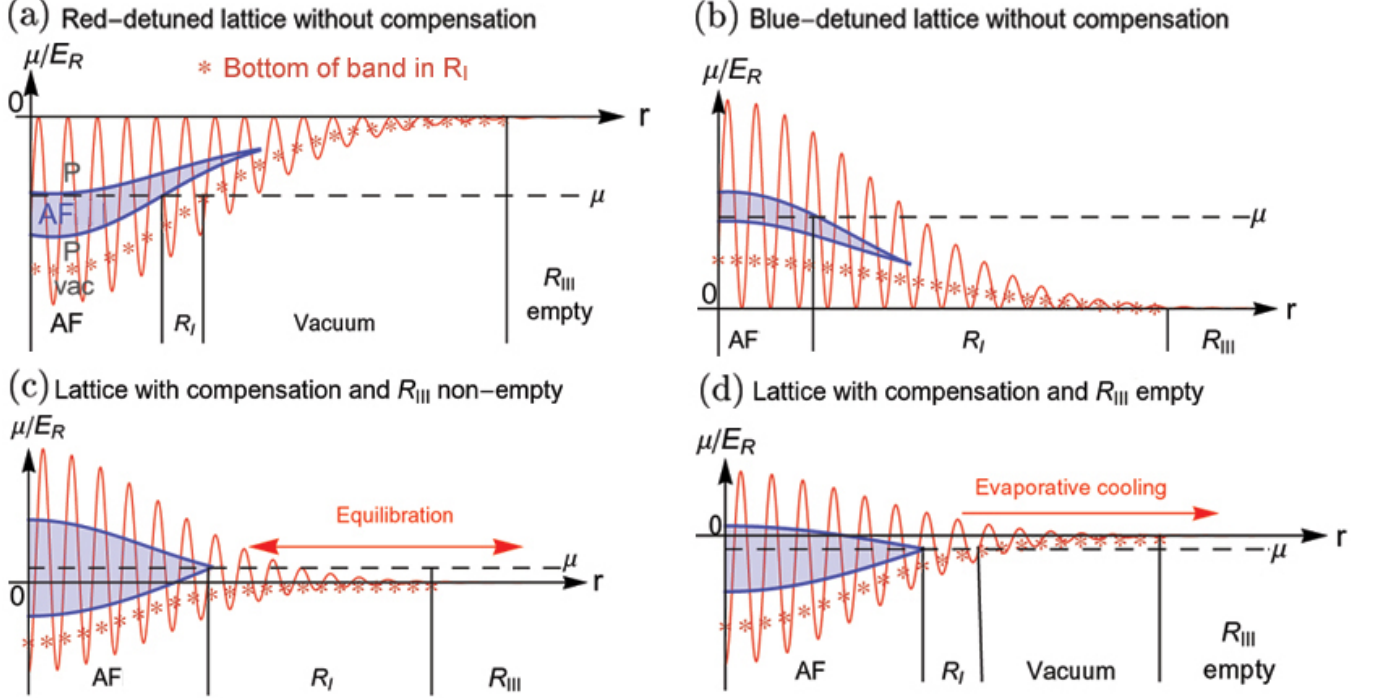 (a) Red–detuned lattice without compensation
μ/E_R
* Bottom of band in R_I
0
r
P
AF
P
vac
μ
AF
R_I
Vacuum
R_III
empty
(b) Blue–detuned lattice without compensation
μ/E_R
μ
0
r
AF
R_I
R_III
(c) Lattice with compensation and R_III non–empty
μ/E_R
Equilibration
μ
0
r
AF
R_I
R_III
(d) Lattice with compensation and R_III empty
μ/E_R
Evaporative cooling
0
r
μ
AF
R_I
Vacuum
R_III
empty